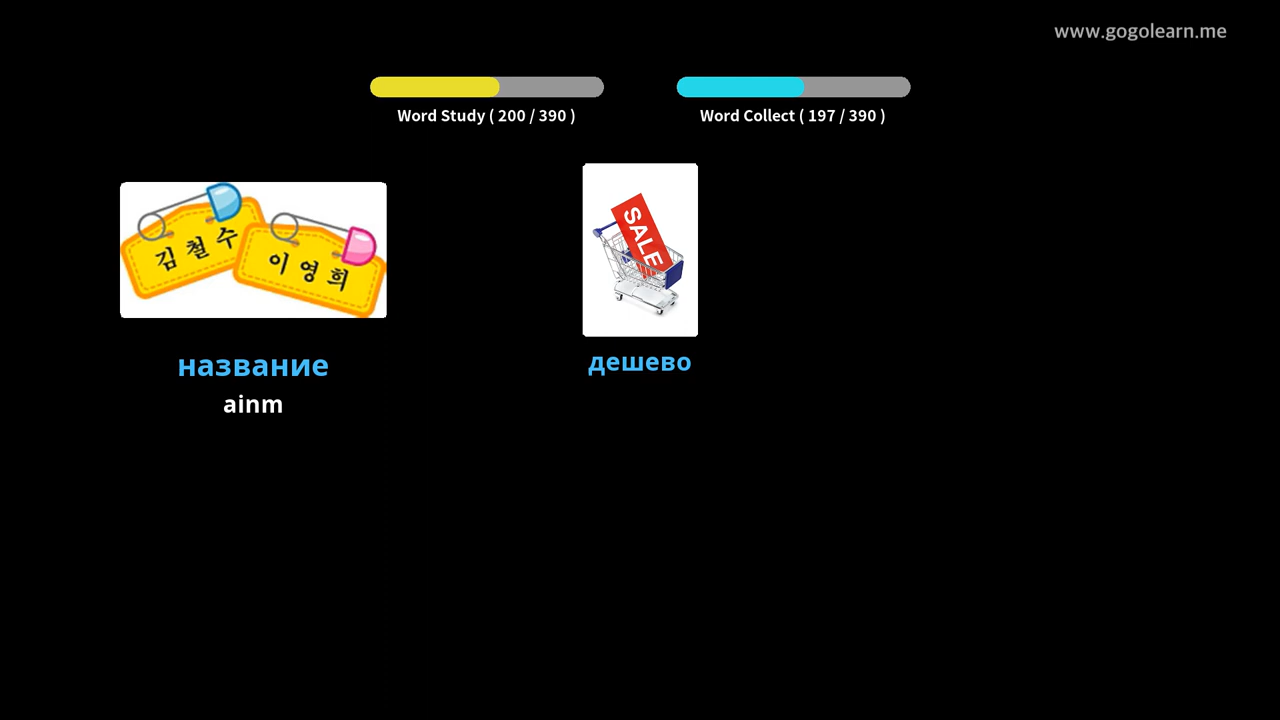 www.gogolearn.me
Word Study ( 200 / 390 )
Word Collect ( 197 / 390 )
김철수
이영희
SALE
название
ainm
дешево